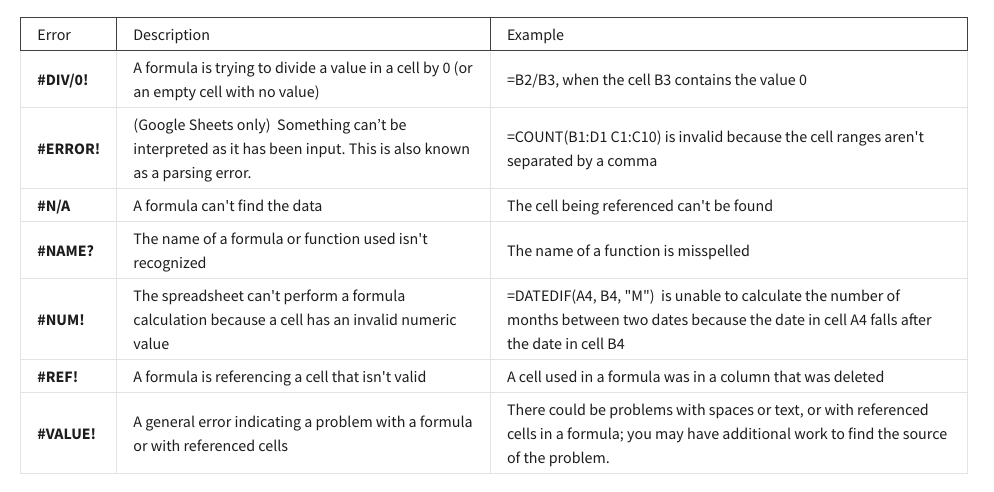 Error Description Example
#DIV/0! A formula is trying to divide a value in a cell by 0 (or
an empty cell with no value)
=B2/B3, when the cell B3 contains the value 0
#ERROR! (Google Sheets only)  Something can’t be
interpreted as it has been input. This is also known
as a parsing error.
=COUNT(B1:D1 C1:C10) is invalid because the cell ranges aren't
separated by a comma
#N/A A formula can't find the data The cell being referenced can't be found
#NAME? The name of a formula or function used isn't
recognized
The name of a function is misspelled
#NUM! The spreadsheet can't perform a formula
calculation because a cell has an invalid numeric
value
=DATEDIF(A4, B4, "M")  is unable to calculate the number of
months between two dates because the date in cell A4 falls after
the date in cell B4
#REF! A formula is referencing a cell that isn't valid A cell used in a formula was in a column that was deleted
#VALUE! A general error indicating a problem with a formula
or with referenced cells
There could be problems with spaces or text, or with referenced
cells in a formula; you may have additional work to find the source
of the problem.